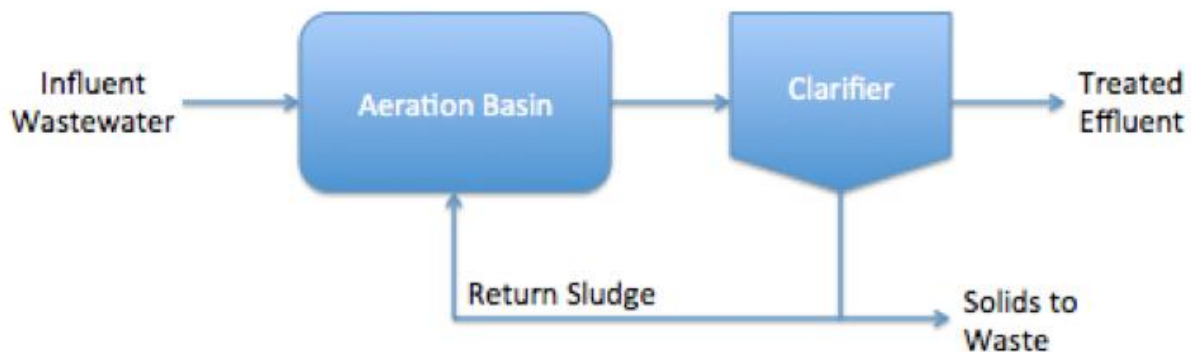 Influent
Wastewater
Aeration Basin
Clarifier
Treated
Effluent
Return Sludge
Solids to
Waste